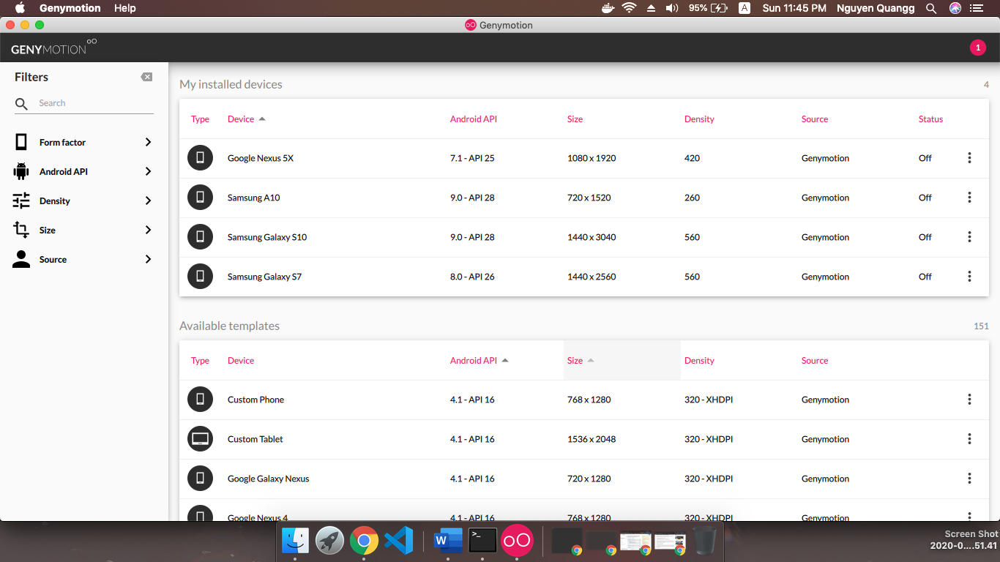 Genymotion Help 95% A Sun 11:45 PM Nguyen Quangg
Genymotion
GENYMOTION 1
Filters
Search
Form factor
Android API
Density
Size
Source
My installed devices 4
Type Device Android API Size Density Source Status
Google Nexus 5X 7.1 - API 25 1080 x 1920 420 Genymotion Off
Samsung A10 9.0 - API 28 720 x 1520 260 Genymotion Off
Samsung Galaxy S10 9.0 - API 28 1440 x 3040 560 Genymotion Off
Samsung Galaxy S7 8.0 - API 26 1440 x 2560 560 Genymotion Off
Available templates 151
Type Device Android API Size Density Source
Custom Phone 4.1 - API 16 768 x 1280 320 - XHDPI Genymotion
Custom Tablet 4.1 - API 16 1536 x 2048 320 - XHDPI Genymotion
Google Galaxy Nexus 4.1 - API 16 720 x 1280 320 - XHDPI Genymotion
Google Nexus 4 4.1 - API 16 768 x 1280 320 - XHDPI Genymotion
W >_
Screen Shot
2020-0....51.41